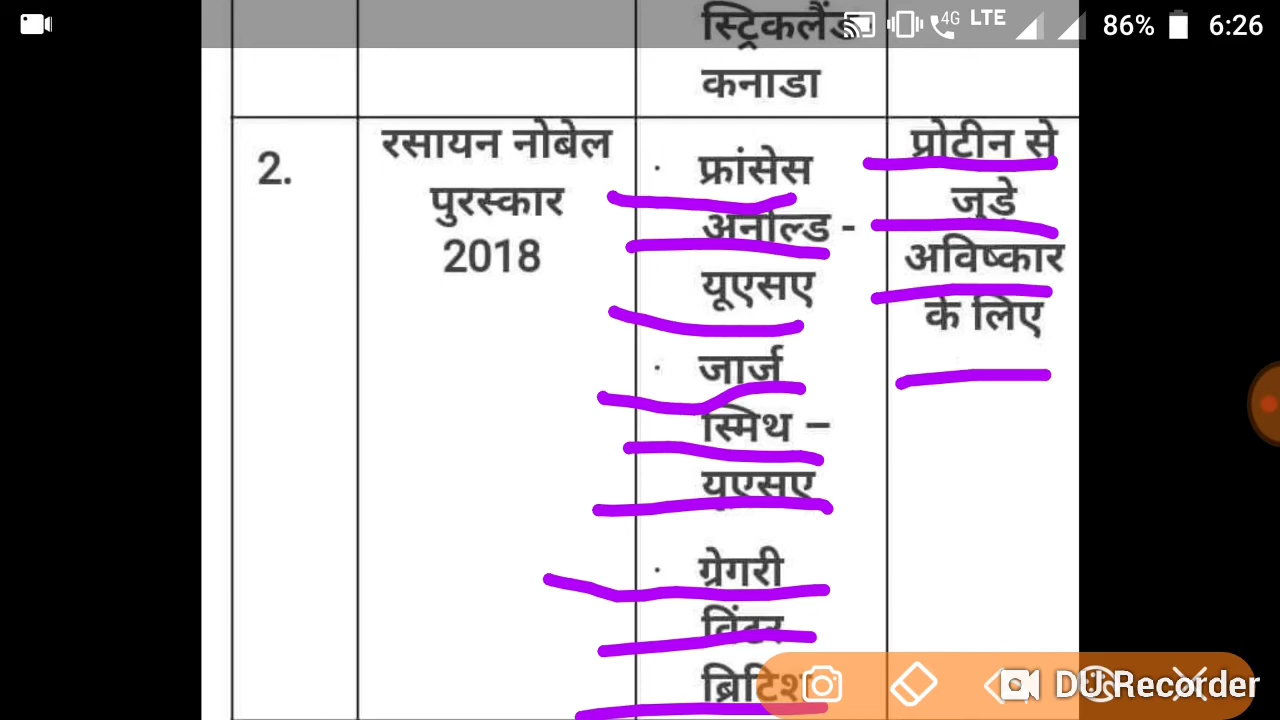 4G LTE 86% 6:26
स्ट्रिकलैंड
कनाडा
2.
रसायन नोबेल
पुरस्कार
2018
· फ्रांसेस
अर्नाल्ड -
यूएसए
· जार्ज
स्मिथ –
यूएसए
· ग्रेगरी
विंटर
ब्रिटिश
प्रोटीन से
जुड़े
अविष्कार
के लिए
DU Recorder